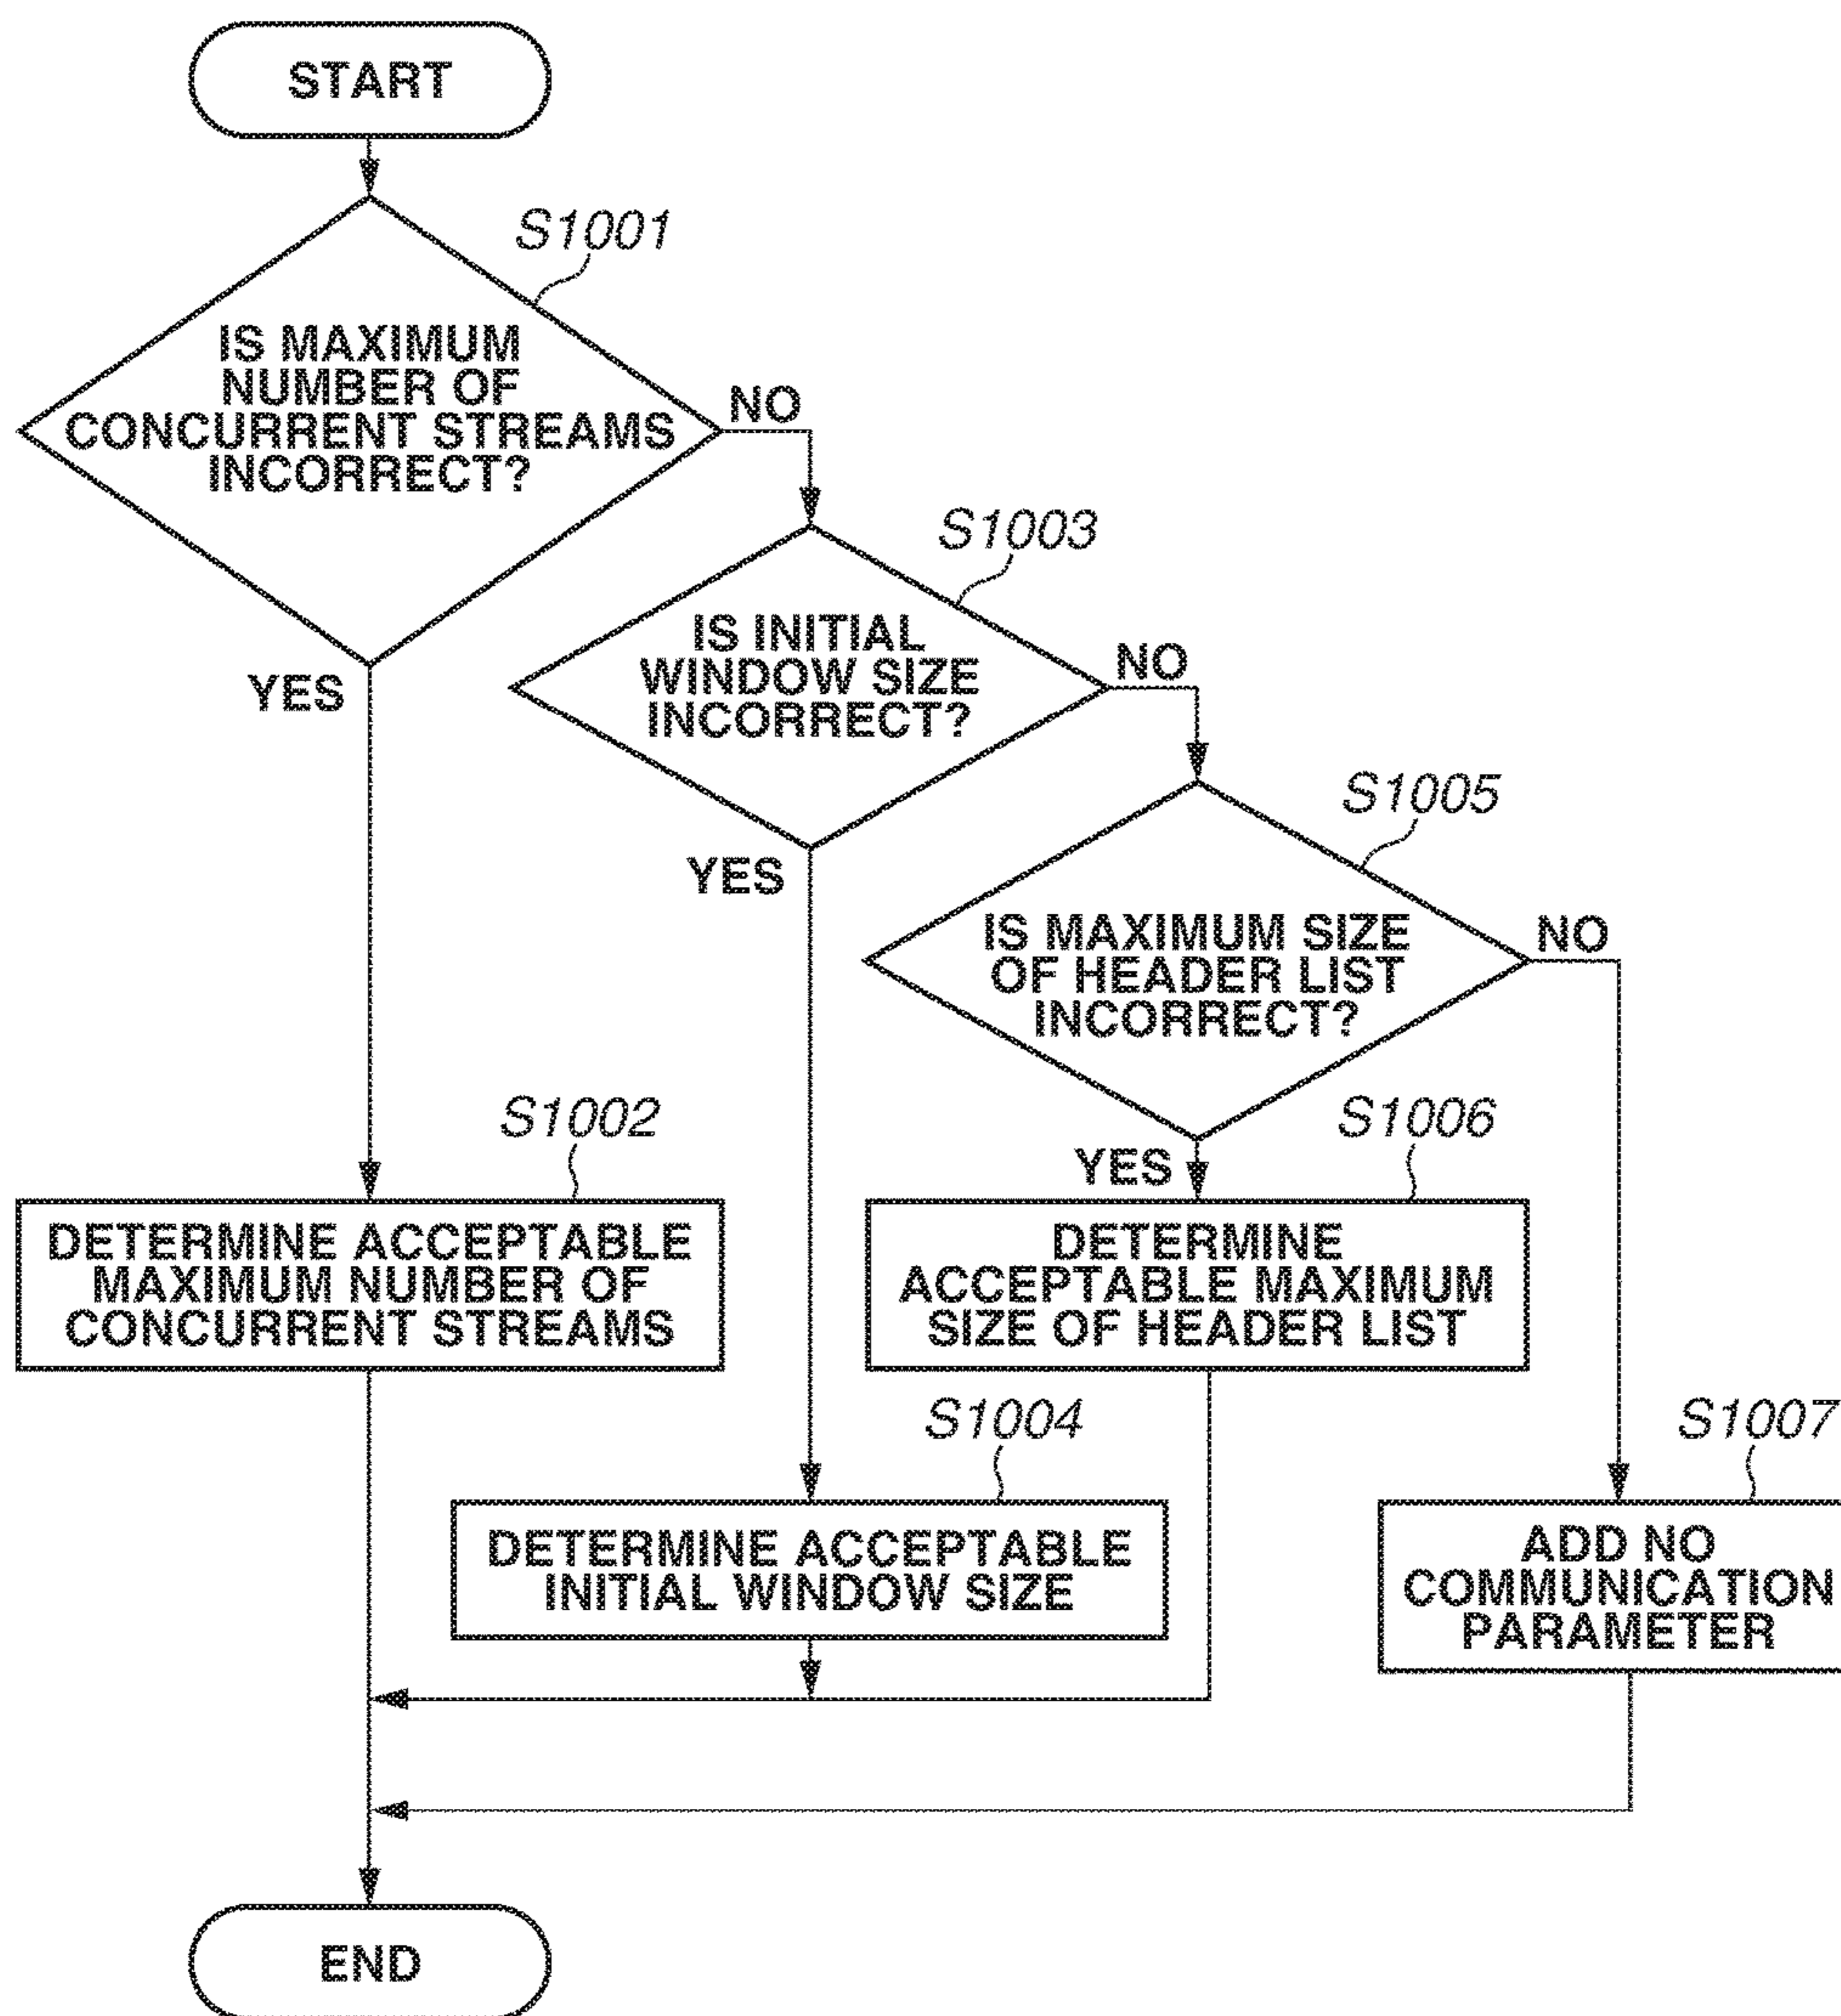 START
S1001
IS MAXIMUM
NUMBER OF
CONCURRENT STREAMS
INCORRECT?
NO
YES
S1003
IS INITIAL
WINDOW SIZE
INCORRECT?
NO
YES
S1005
IS MAXIMUM SIZE
OF HEADER LIST
INCORRECT?
NO
YES
S1002
DETERMINE ACCEPTABLE
MAXIMUM NUMBER OF
CONCURRENT STREAMS
S1006
DETERMINE
ACCEPTABLE MAXIMUM
SIZE OF HEADER LIST
S1004
DETERMINE ACCEPTABLE
INITIAL WINDOW SIZE
S1007
ADD NO
COMMUNICATION
PARAMETER
END